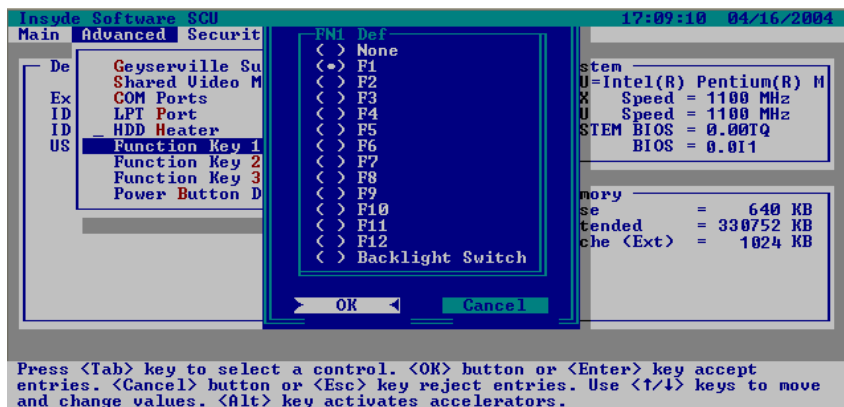 Insyde Software SCU 17:09:10 04/16/2004
Main Advanced Securit
FN1 Def
( ) None
(•) F1
( ) F2
( ) F3
( ) F4
( ) F5
( ) F6
( ) F7
( ) F8
( ) F9
( ) F10
( ) F11
( ) F12
( ) Backlight Switch
OK
Cancel
De
Ex
ID
ID
US
Geyserville Su
Shared Video M
COM Ports
LPT Port
_ HDD Heater
Function Key 1
Function Key 2
Function Key 3
Power Button D
stem
U=Intel(R) Pentium(R) M
X Speed = 1100 MHz
U Speed = 1100 MHz
STEM BIOS = 0.00TQ
BIOS = 0.0I1
mory
se = 640 KB
tended = 330752 KB
che (Ext) = 1024 KB
Press <Tab> key to select a control. <OK> button or <Enter> key accept
entries. <Cancel> button or <Esc> key reject entries. Use <↑/↓> keys to move
and change values. <Alt> key activates accelerators.